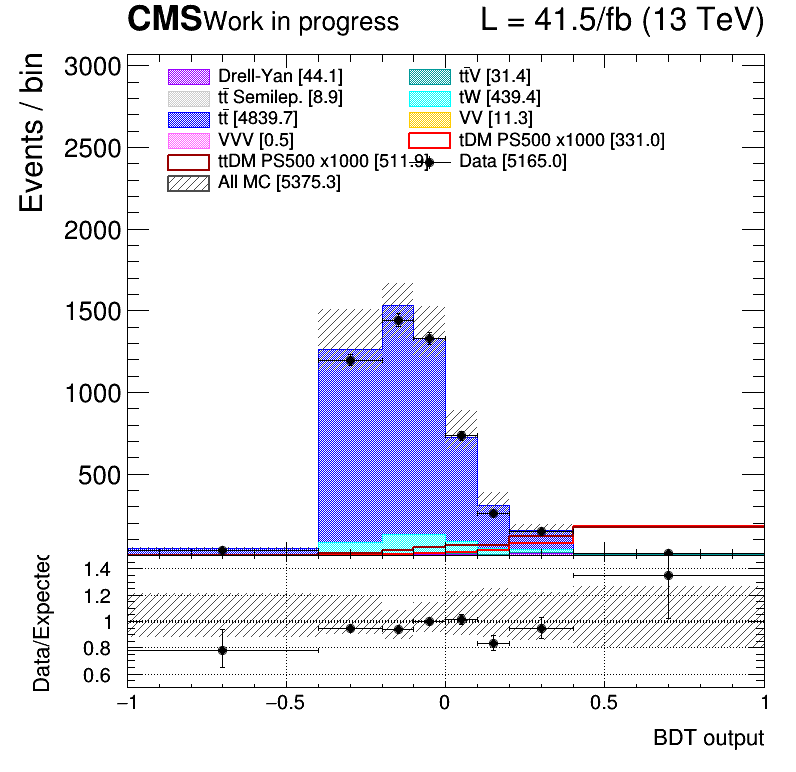 CMS Work in progress L = 41.5/fb (13 TeV)
Events / bin
3000
2500
2000
1500
1000
500
Drell-Yan [44.1] tt̄V [31.4]
tt̄ Semilep. [8.9] tW [439.4]
tt̄ [4839.7] VV [11.3]
VVV [0.5] tDM PS500 x1000 [331.0]
ttDM PS500 x1000 [511.9] Data [5165.0]
All MC [5375.3]
Data/Expected
1.4
1.2
1
0.8
0.6
−1 −0.5 0 0.5 1
BDT output